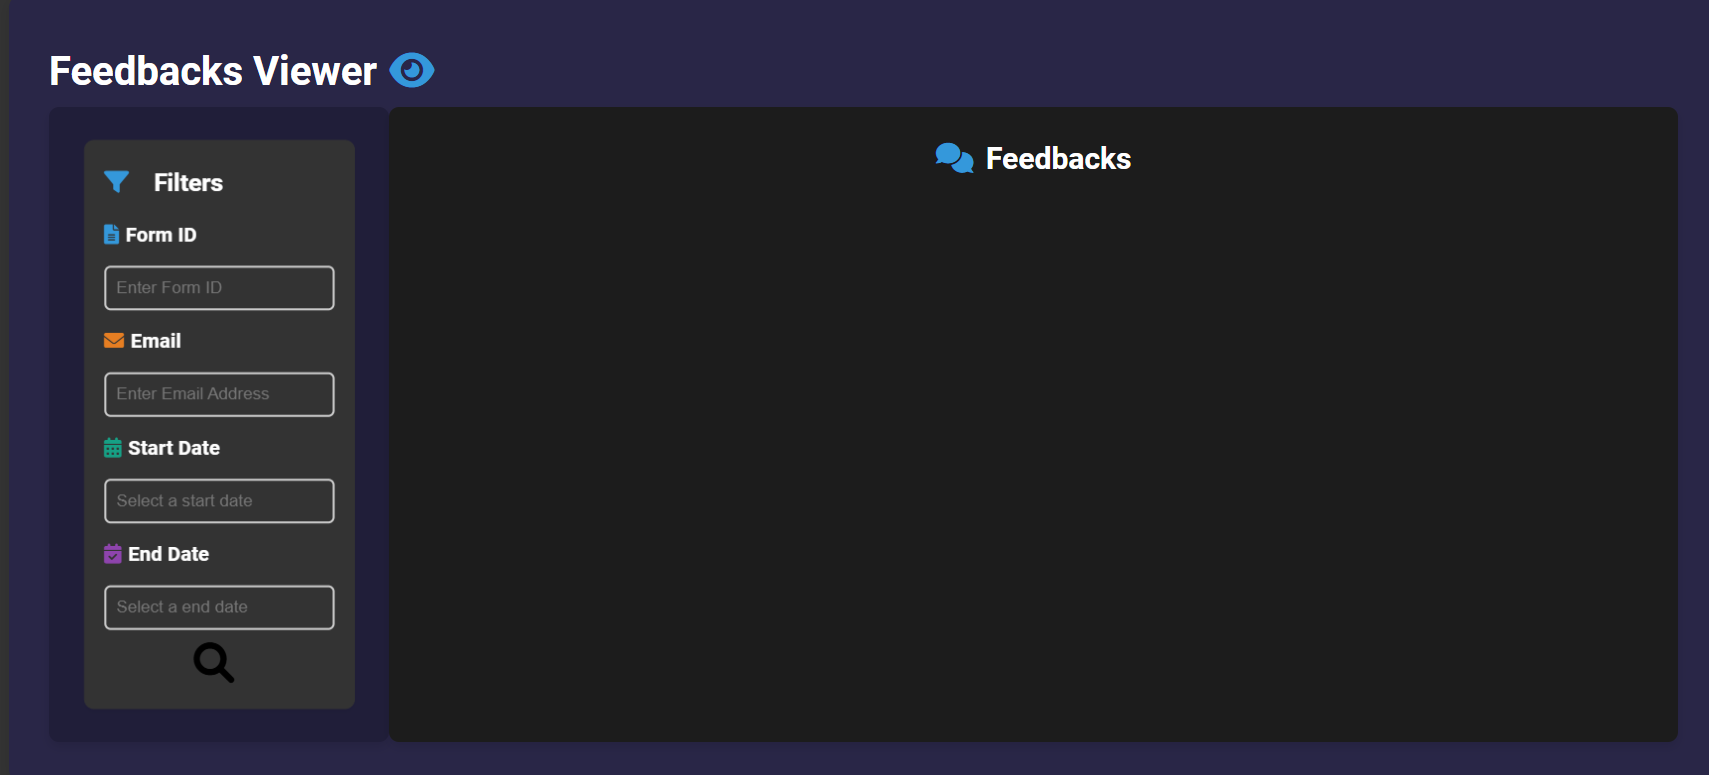 Feedbacks Viewer
Filters
Form ID
Enter Form ID
Email
Enter Email Address
Start Date
Select a start date
End Date
Select a end date
Feedbacks